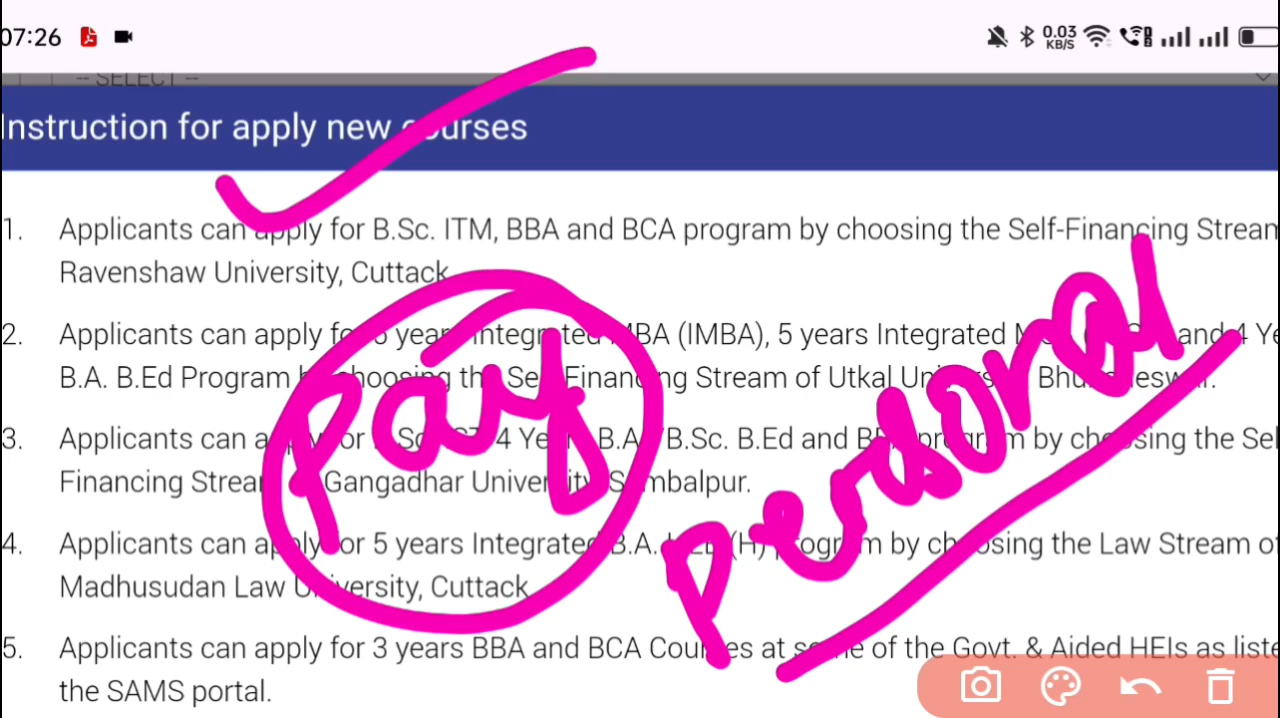 07:26 0.03 KB/S
-- SELECT --
Instruction for apply new courses
1. Applicants can apply for B.Sc. ITM, BBA and BCA program by choosing the Self-Financing Stream
Ravenshaw University, Cuttack
2. Applicants can apply for 5 years Integrated MBA (IMBA), 5 years Integrated and 4 Ye
B.A. B.Ed Program by choosing the Self Financing Stream of Utkal University Bhubaneswar.
3. Applicants can apply for 4 Year B.A. / B.Sc. B.Ed and program by choosing the Sel
Financing Stream Gangadhar University, Sambalpur.
4. Applicants can apply for 5 years Integrated B.A. (H) program by choosing the Law Stream of
Madhusudan Law University, Cuttack
5. Applicants can apply for 3 years BBA and BCA Courses at some of the Govt. & Aided HEIs as liste
the SAMS portal.
Pay
Personal